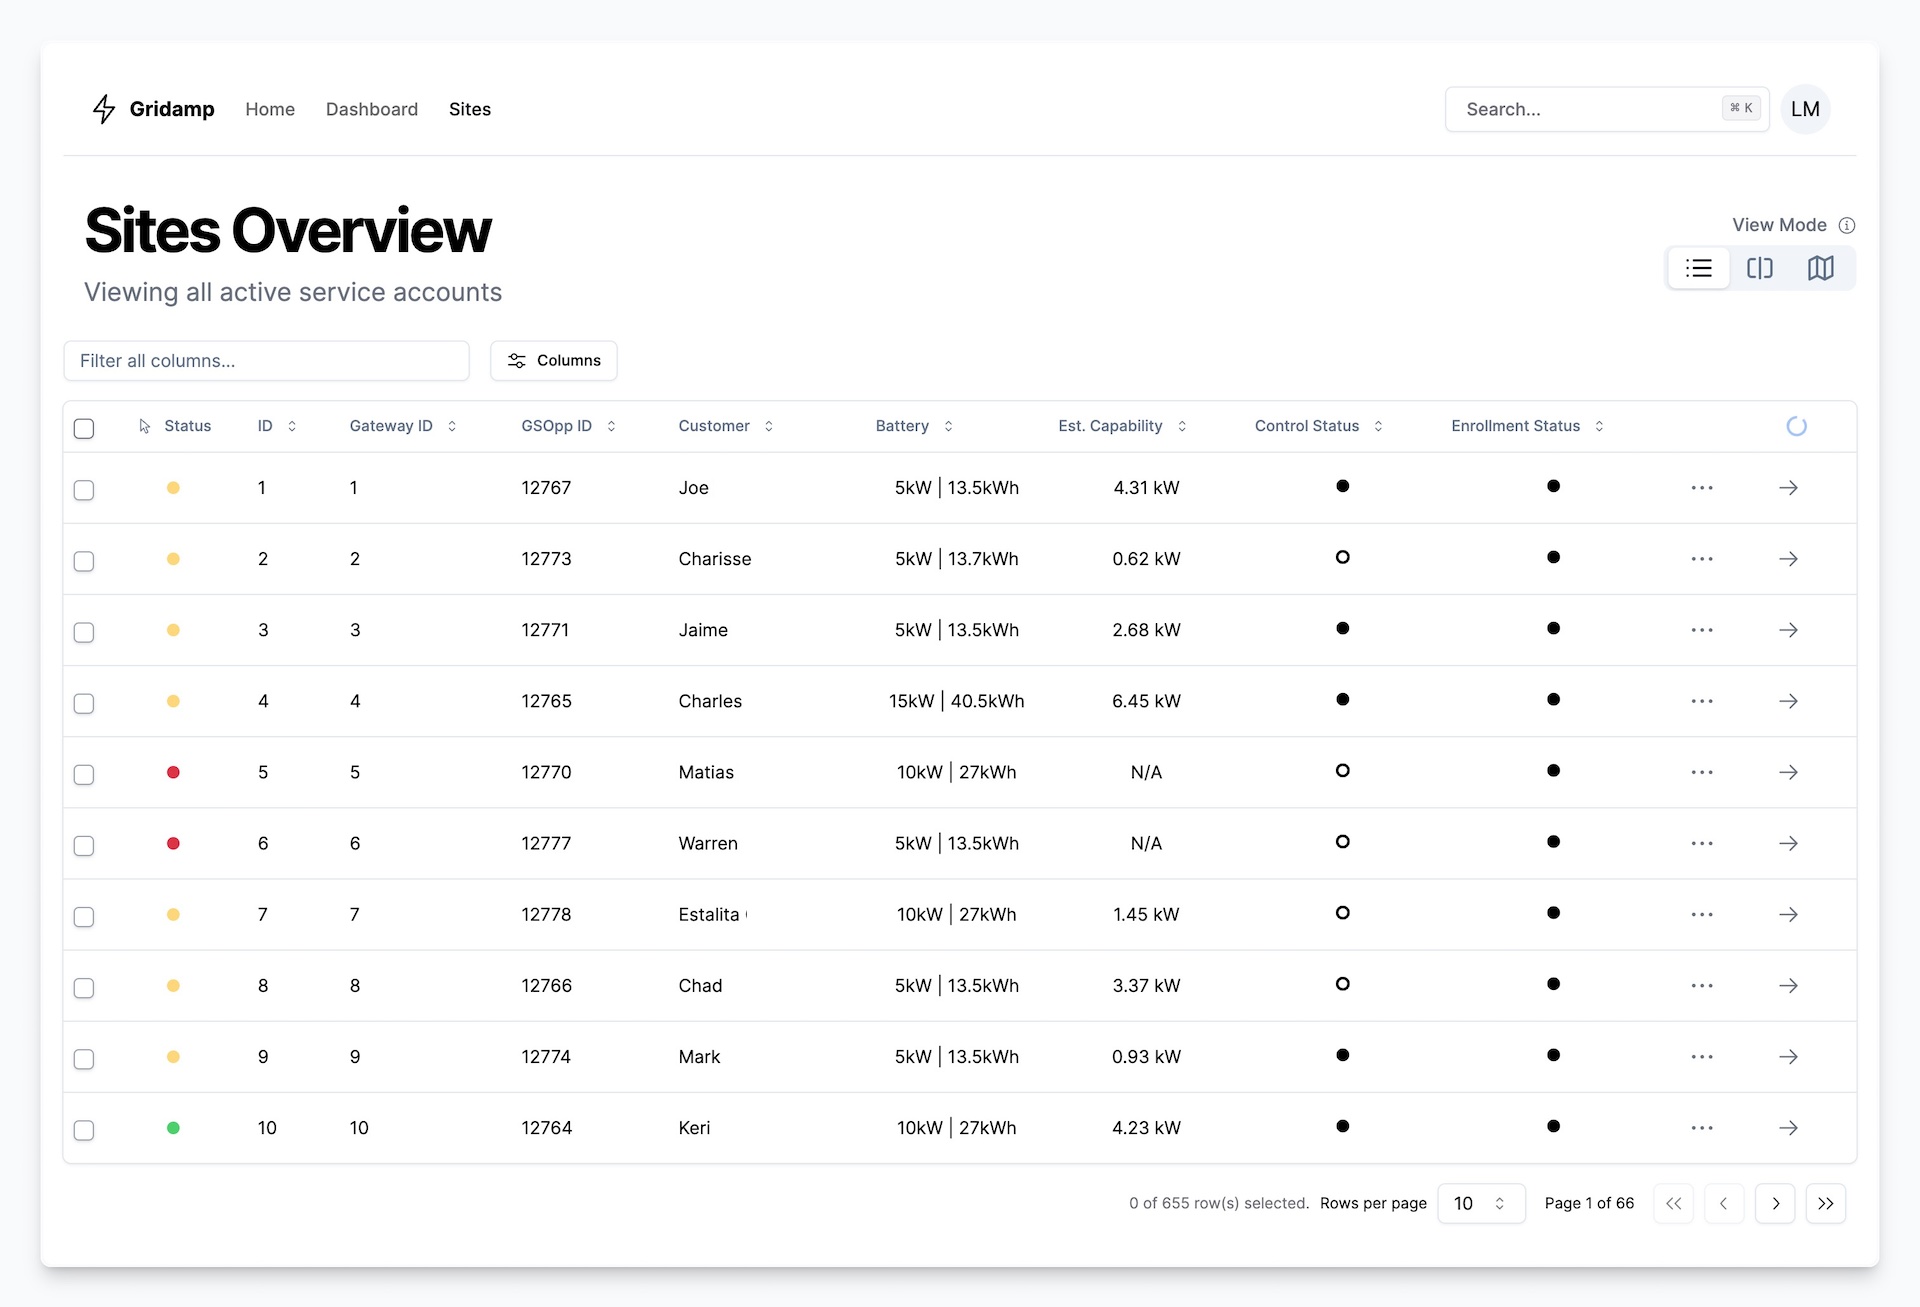 Gridamp Home Dashboard Sites Search... ⌘ K LM
Sites Overview
View Mode
Viewing all active service accounts
Filter all columns... Columns
Status ID Gateway ID GSOpp ID Customer Battery Est. Capability Control Status Enrollment Status
1 1 12767 Joe 5kW | 13.5kWh 4.31 kW
2 2 12773 Charisse 5kW | 13.7kWh 0.62 kW
3 3 12771 Jaime 5kW | 13.5kWh 2.68 kW
4 4 12765 Charles 15kW | 40.5kWh 6.45 kW
5 5 12770 Matias 10kW | 27kWh N/A
6 6 12777 Warren 5kW | 13.5kWh N/A
7 7 12778 Estalita 10kW | 27kWh 1.45 kW
8 8 12766 Chad 5kW | 13.5kWh 3.37 kW
9 9 12774 Mark 5kW | 13.5kWh 0.93 kW
10 10 12764 Keri 10kW | 27kWh 4.23 kW
0 of 655 row(s) selected. Rows per page 10 Page 1 of 66